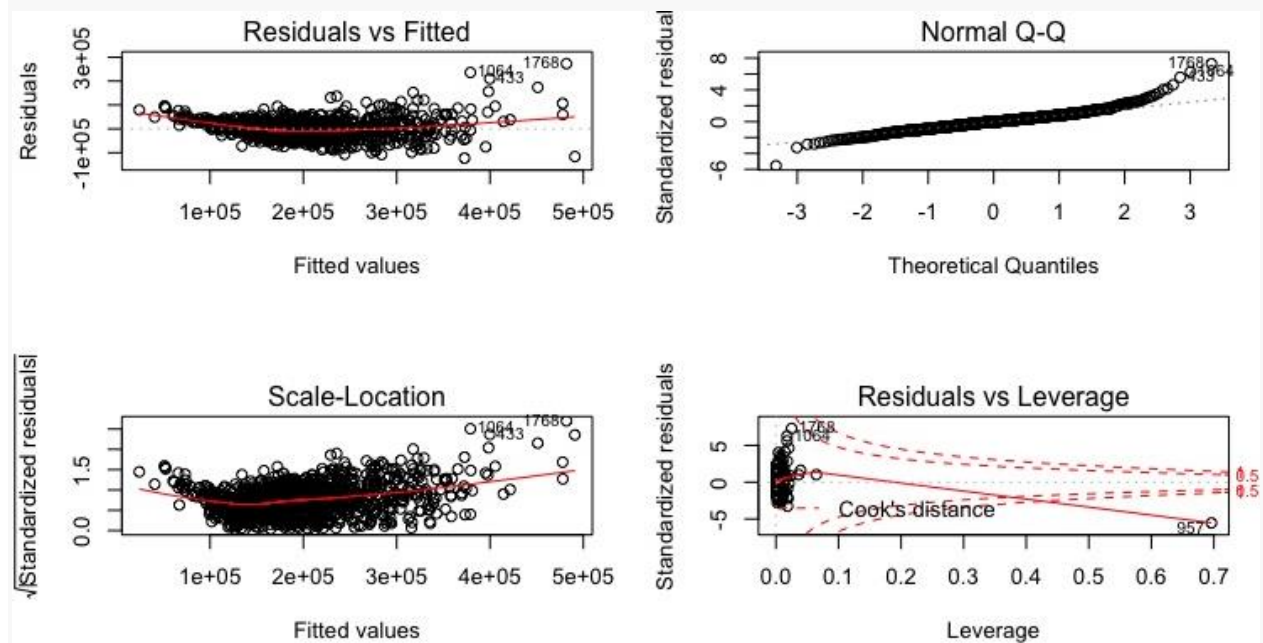 Residuals vs Fitted
Residuals
3e+05
-1e+05
1768
1064
433
1e+05 2e+05 3e+05 4e+05 5e+05
Fitted values
Normal Q-Q
Standardized residual
8
4
0
-6
1768
1064
433
-3 -2 -1 0 1 2 3
Theoretical Quantiles
Scale-Location
√|Standardized residuals|
1.5
0.0
1064
1768
433
1e+05 2e+05 3e+05 4e+05 5e+05
Fitted values
Residuals vs Leverage
Standardized residuals
5
0
-5
1768
1064
Cook's distance
957
1
0.5
0.5
0.0 0.1 0.2 0.3 0.4 0.5 0.6 0.7
Leverage